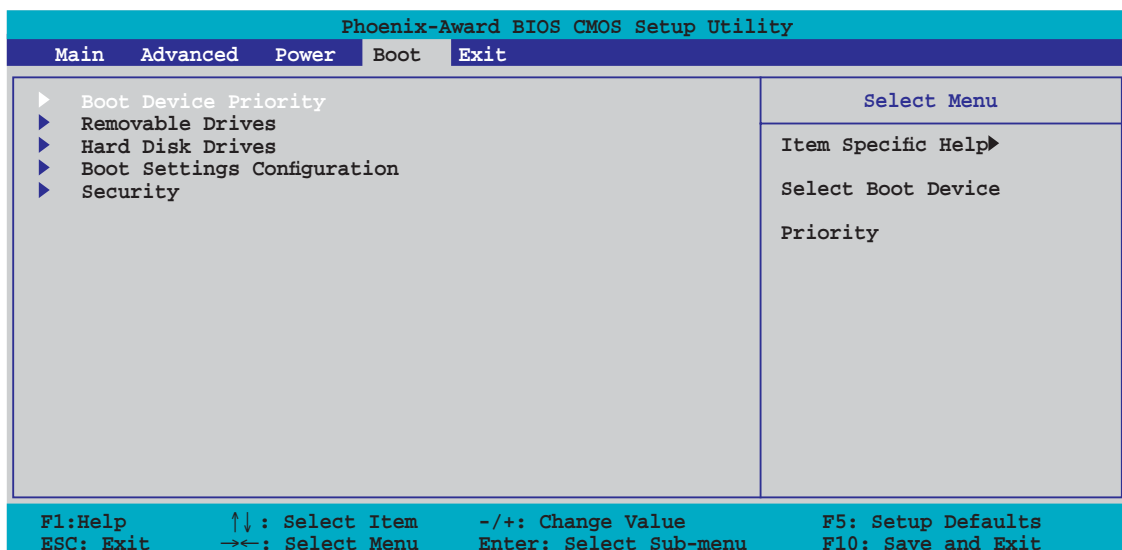 Phoenix-Award BIOS CMOS Setup Utility
Main Advanced Power Boot Exit
Boot Device Priority
Removable Drives
Hard Disk Drives
Boot Settings Configuration
Security
Select Menu
Item Specific Help
Select Boot Device
Priority
F1:Help ↑↓: Select Item -/+: Change Value F5: Setup Defaults
ESC: Exit →←: Select Menu Enter: Select Sub-menu F10: Save and Exit